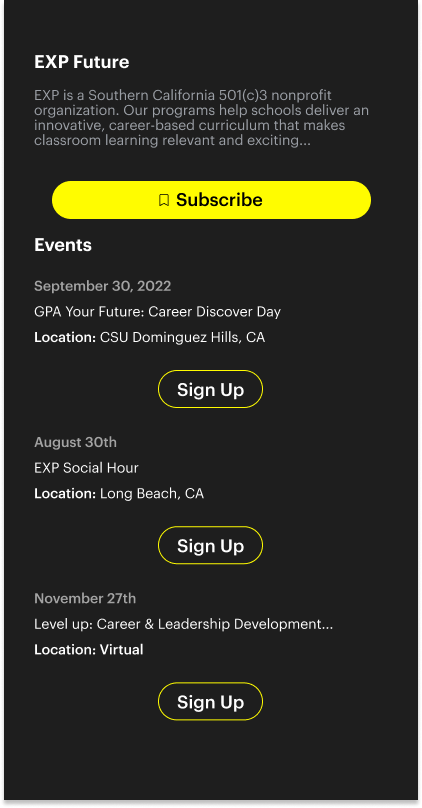 EXP Future
EXP is a Southern California 501(c)3 nonprofit
organization. Our programs help schools deliver an
innovative, career-based curriculum that makes
classroom learning relevant and exciting...
Subscribe
Events
September 30, 2022
GPA Your Future: Career Discover Day
Location: CSU Dominguez Hills, CA
Sign Up
August 30th
EXP Social Hour
Location: Long Beach, CA
Sign Up
November 27th
Level up: Career & Leadership Development...
Location: Virtual
Sign Up